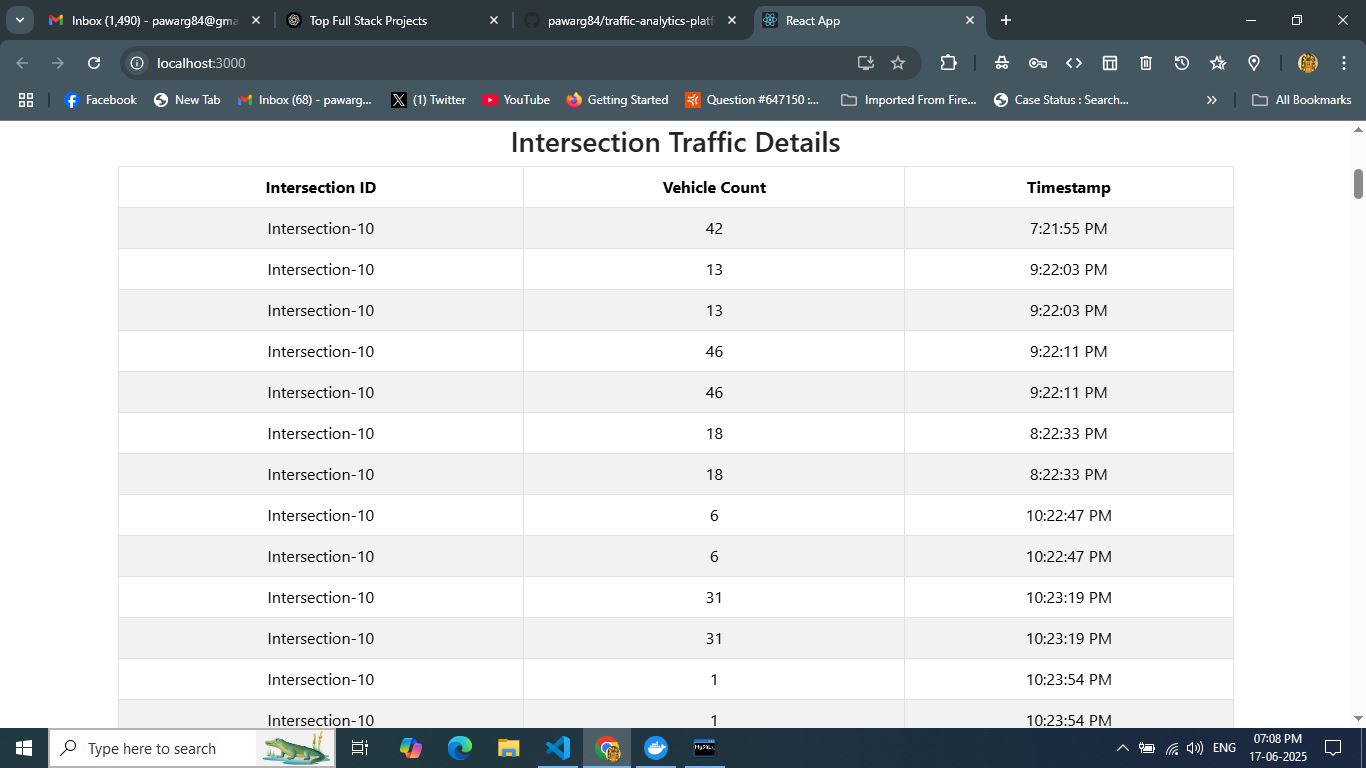 Inbox (1,490) - pawarg84@gma
Top Full Stack Projects
pawarg84/traffic-analytics-platf
React App
localhost:3000
Facebook
New Tab
Inbox (68) - pawarg...
(1) Twitter
YouTube
Getting Started
Question #647150 :...
Imported From Fire...
Case Status : Search...
All Bookmarks
Intersection Traffic Details
Intersection ID Vehicle Count Timestamp
Intersection-10 42 7:21:55 PM
Intersection-10 13 9:22:03 PM
Intersection-10 13 9:22:03 PM
Intersection-10 46 9:22:11 PM
Intersection-10 46 9:22:11 PM
Intersection-10 18 8:22:33 PM
Intersection-10 18 8:22:33 PM
Intersection-10 6 10:22:47 PM
Intersection-10 6 10:22:47 PM
Intersection-10 31 10:23:19 PM
Intersection-10 31 10:23:19 PM
Intersection-10 1 10:23:54 PM
Intersection-10 1 10:23:54 PM
Type here to search
MySQL
ENG
07:08 PM
17-06-2025